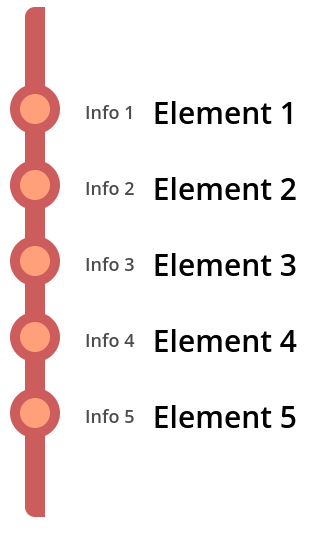 Info 1 Element 1
Info 2 Element 2
Info 3 Element 3
Info 4 Element 4
Info 5 Element 5